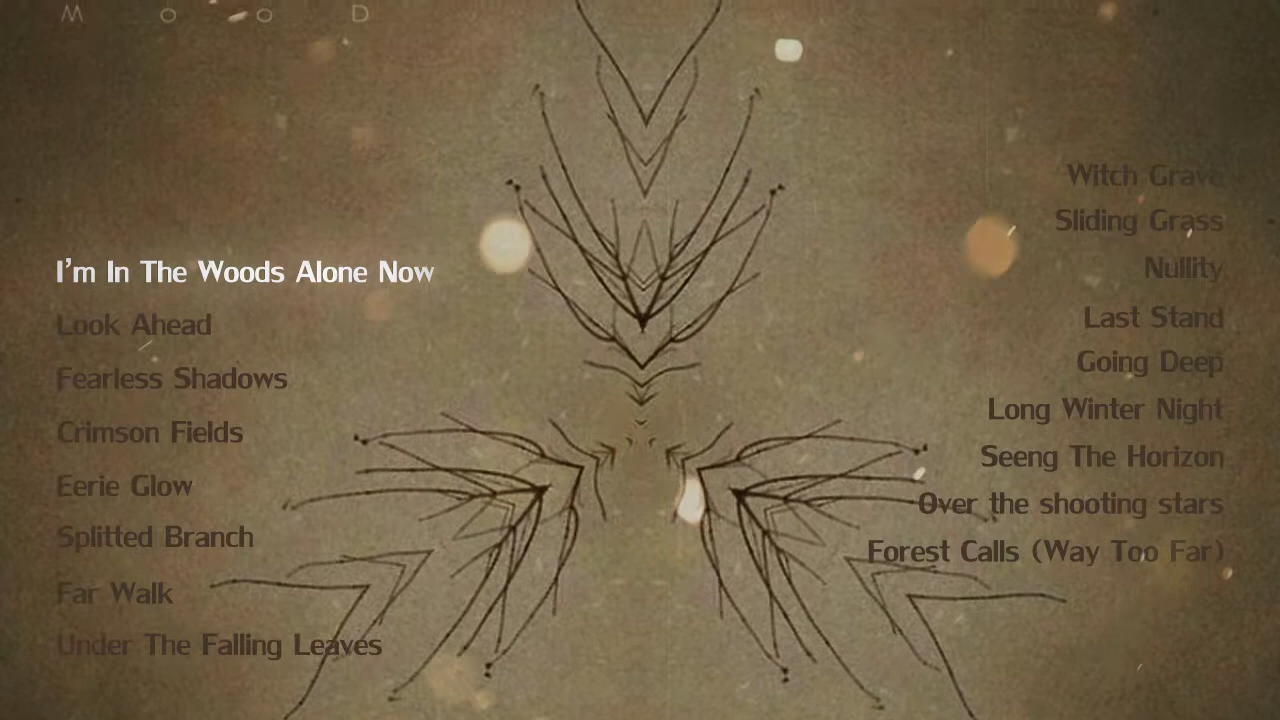 M O O D
I'm In The Woods Alone Now
Look Ahead
Fearless Shadows
Crimson Fields
Eerie Glow
Splitted Branch
Far Walk
Under The Falling Leaves
Witch Grave
Sliding Grass
Nullity
Last Stand
Going Deep
Long Winter Night
Seeng The Horizon
Over the shooting stars
Forest Calls (Way Too Far)